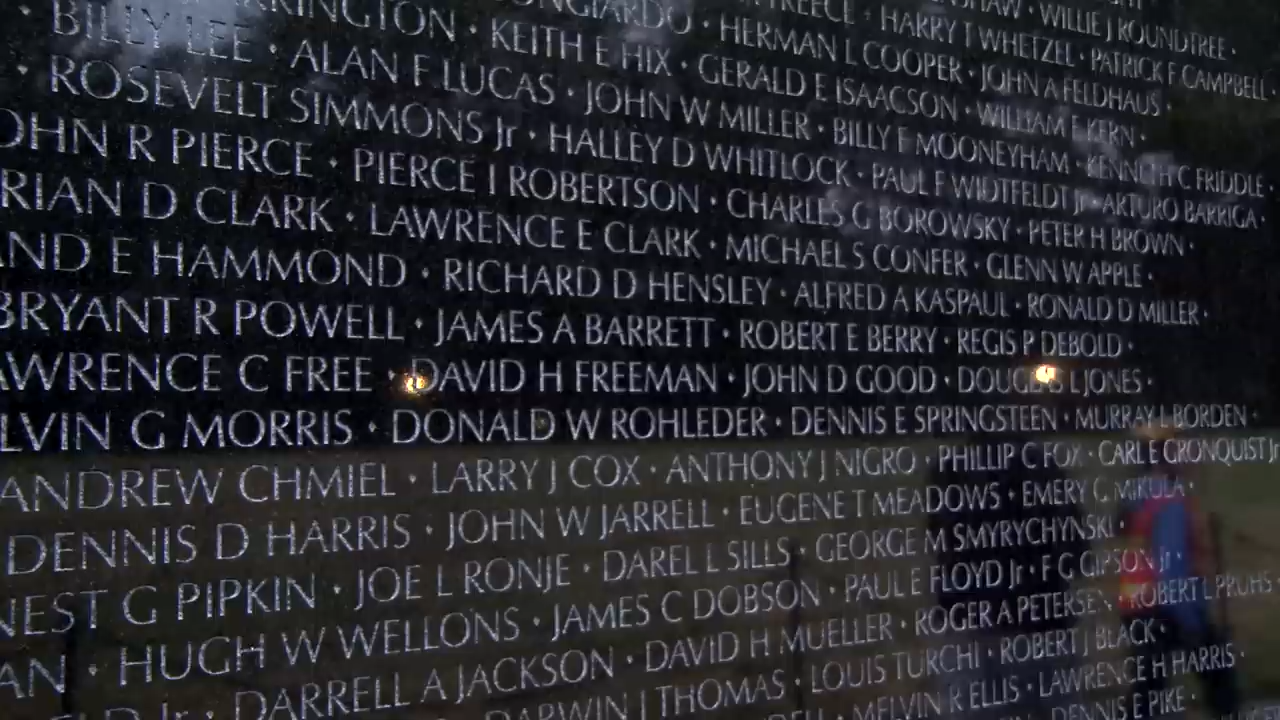 SHAW · WILLIE J ROUNDTREE ·
TREECE · HARRY T WHETZEL · PATRICK F CAMPBELL ·
ONGIARDO · HERMAN L COOPER · JOHN A FELDHAUS ·
RRINGTON · KEITH E HIX · GERALD E ISAACSON · WILLIAM E KERN ·
· BILLY LEE · ALAN F LUCAS · JOHN W MILLER · BILLY F MOONEYHAM · KENNETH C FRIDDLE ·
· ROSEVELT SIMMONS Jr · HALLEY D WHITLOCK · PAUL F WIDTFELDT Jr · ARTURO BARRIGA ·
OHN R PIERCE · PIERCE I ROBERTSON · CHARLES G BOROWSKY · PETER H BROWN ·
RIAN D CLARK · LAWRENCE E CLARK · MICHAEL S CONFER · GLENN W APPLE ·
AND E HAMMOND · RICHARD D HENSLEY · ALFRED A KASPAUL · RONALD D MILLER ·
BRYANT R POWELL · JAMES A BARRETT · ROBERT E BERRY · REGIS P DEBOLD ·
AWRENCE C FREE · DAVID H FREEMAN · JOHN D GOOD · DOUGLAS L JONES ·
LVIN G MORRIS · DONALD W ROHLEDER · DENNIS E SPRINGSTEEN · MURRAY L BORDEN ·
ANDREW CHMIEL · LARRY J COX · ANTHONY J NIGRO · PHILLIP C FOX · CARL E GRONQUIST Jr
DENNIS D HARRIS · JOHN W JARRELL · EUGENE T MEADOWS · EMERY G MIKULA ·
NEST G PIPKIN · JOE L RONJE · DAREL L SILLS · GEORGE M SMYRYCHYNSKI ·
AN · HUGH W WELLONS · JAMES C DOBSON · PAUL E FLOYD Jr · F G GIPSON Jr ·
ELD Jr · DARRELL A JACKSON · DAVID H MUELLER · ROGER A PETERSEN · ROBERT L PRUHS ·
DARWIN J THOMAS · LOUIS TURCHI · ROBERT J BLACK ·
ELL · MELVIN R ELLIS · LAWRENCE H HARRIS ·
DENNIS E PIKE ·